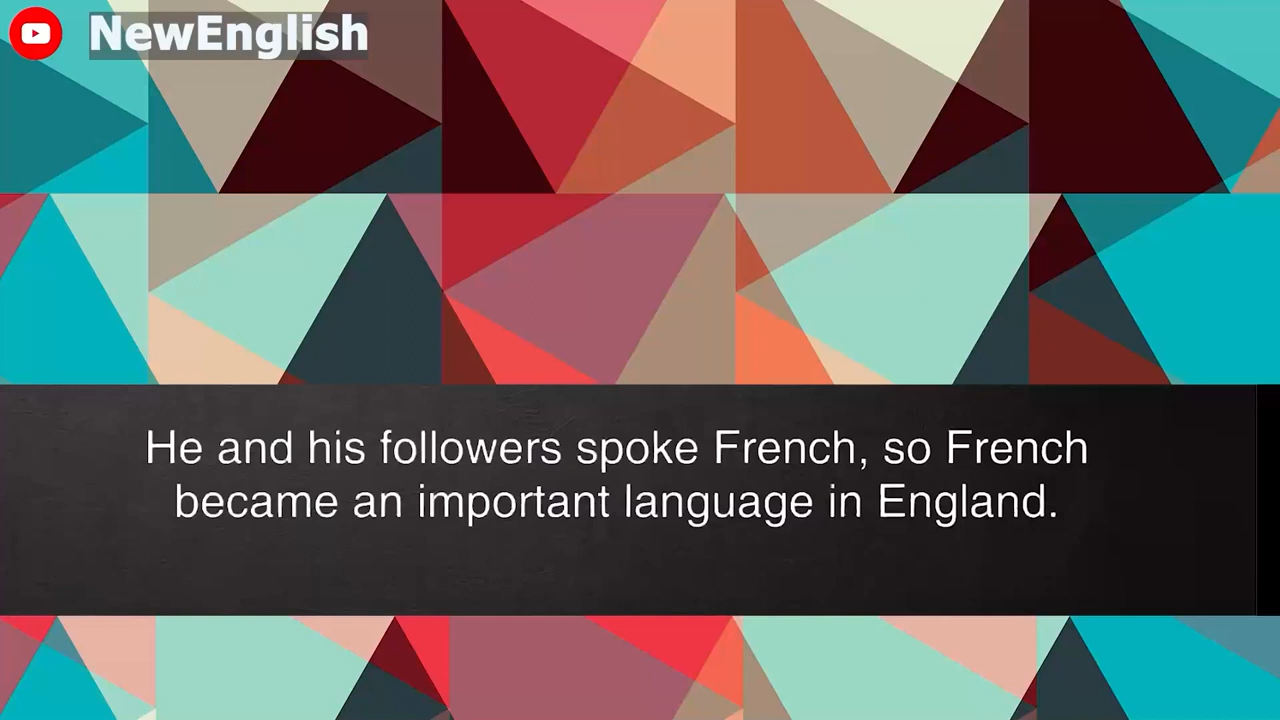 NewEnglish
He and his followers spoke French, so French
became an important language in England.